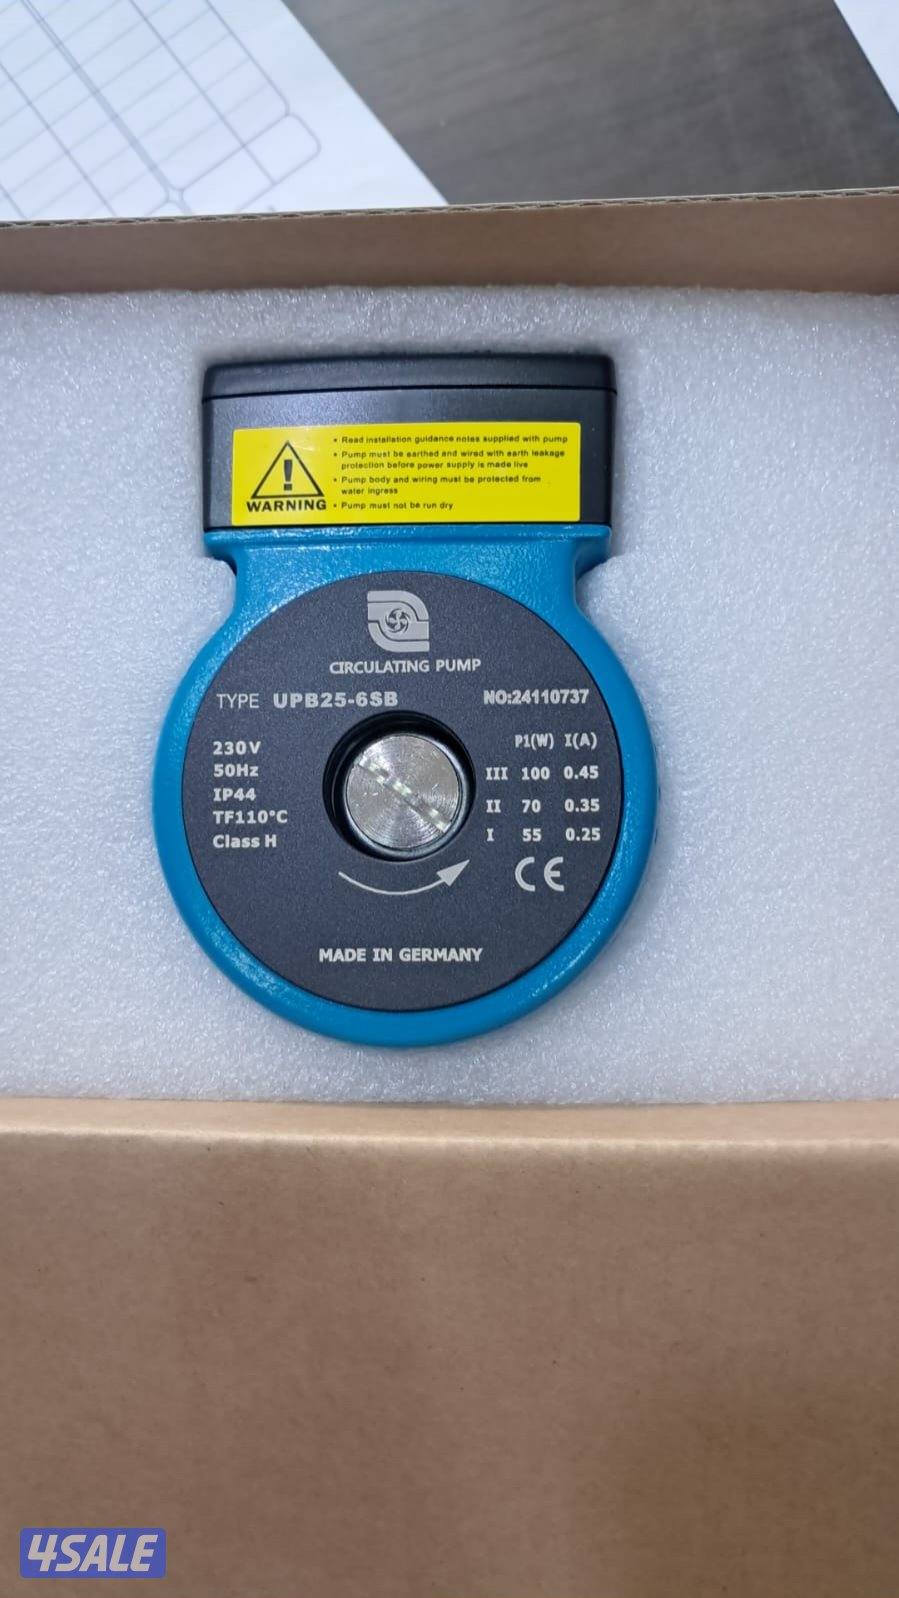 • Read installation guidance notes supplied with pump
• Pump must be earthed and wired with earth leakage
protection before power supply is made live
• Pump body and wiring must be protected from
water ingress
• Pump must not be run dry
WARNING
CIRCULATING PUMP
TYPE UPB25-6SB NO:24110737
230V
50Hz
IP44
TF110°C
Class H
P1(W) I(A)
III 100 0.45
II 70 0.35
I 55 0.25
CE
MADE IN GERMANY
4SALE